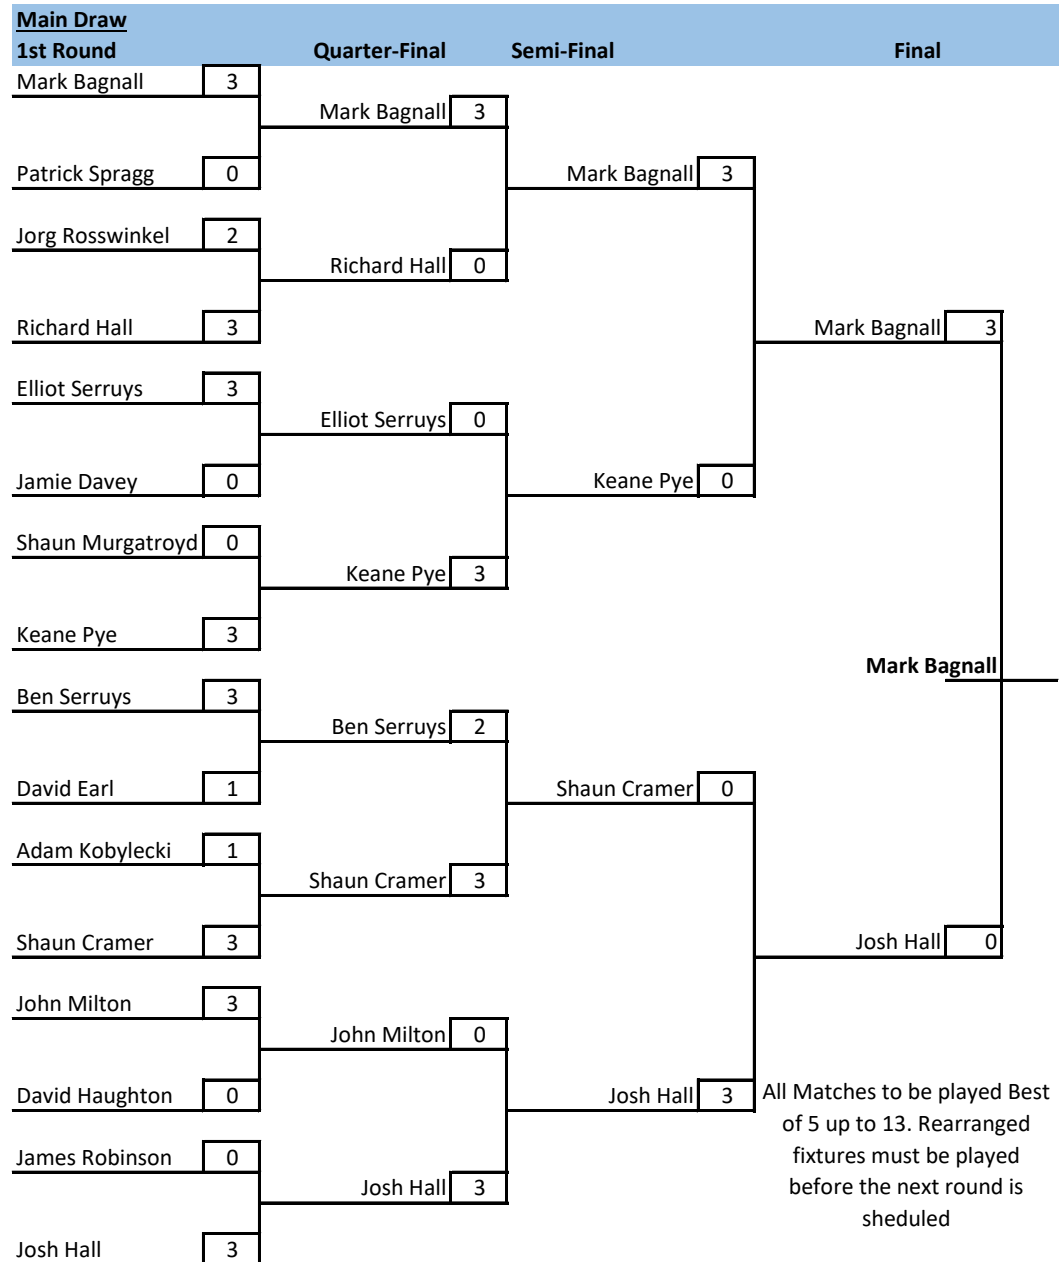 Main Draw
1st Round Quarter-Final Semi-Final Final
Mark Bagnall 3
Mark Bagnall 3
Patrick Spragg 0
Mark Bagnall 3
Jorg Rosswinkel 2
Richard Hall 0
Richard Hall 3
Mark Bagnall 3
Elliot Serruys 3
Elliot Serruys 0
Jamie Davey 0
Keane Pye 0
Shaun Murgatroyd 0
Keane Pye 3
Keane Pye 3
Mark Bagnall
Ben Serruys 3
Ben Serruys 2
David Earl 1
Shaun Cramer 0
Adam Kobylecki 1
Shaun Cramer 3
Shaun Cramer 3
Josh Hall 0
John Milton 3
John Milton 0
David Haughton 0
Josh Hall 3
James Robinson 0
Josh Hall 3
Josh Hall 3
All Matches to be played Best
of 5 up to 13. Rearranged
fixtures must be played
before the next round is
sheduled